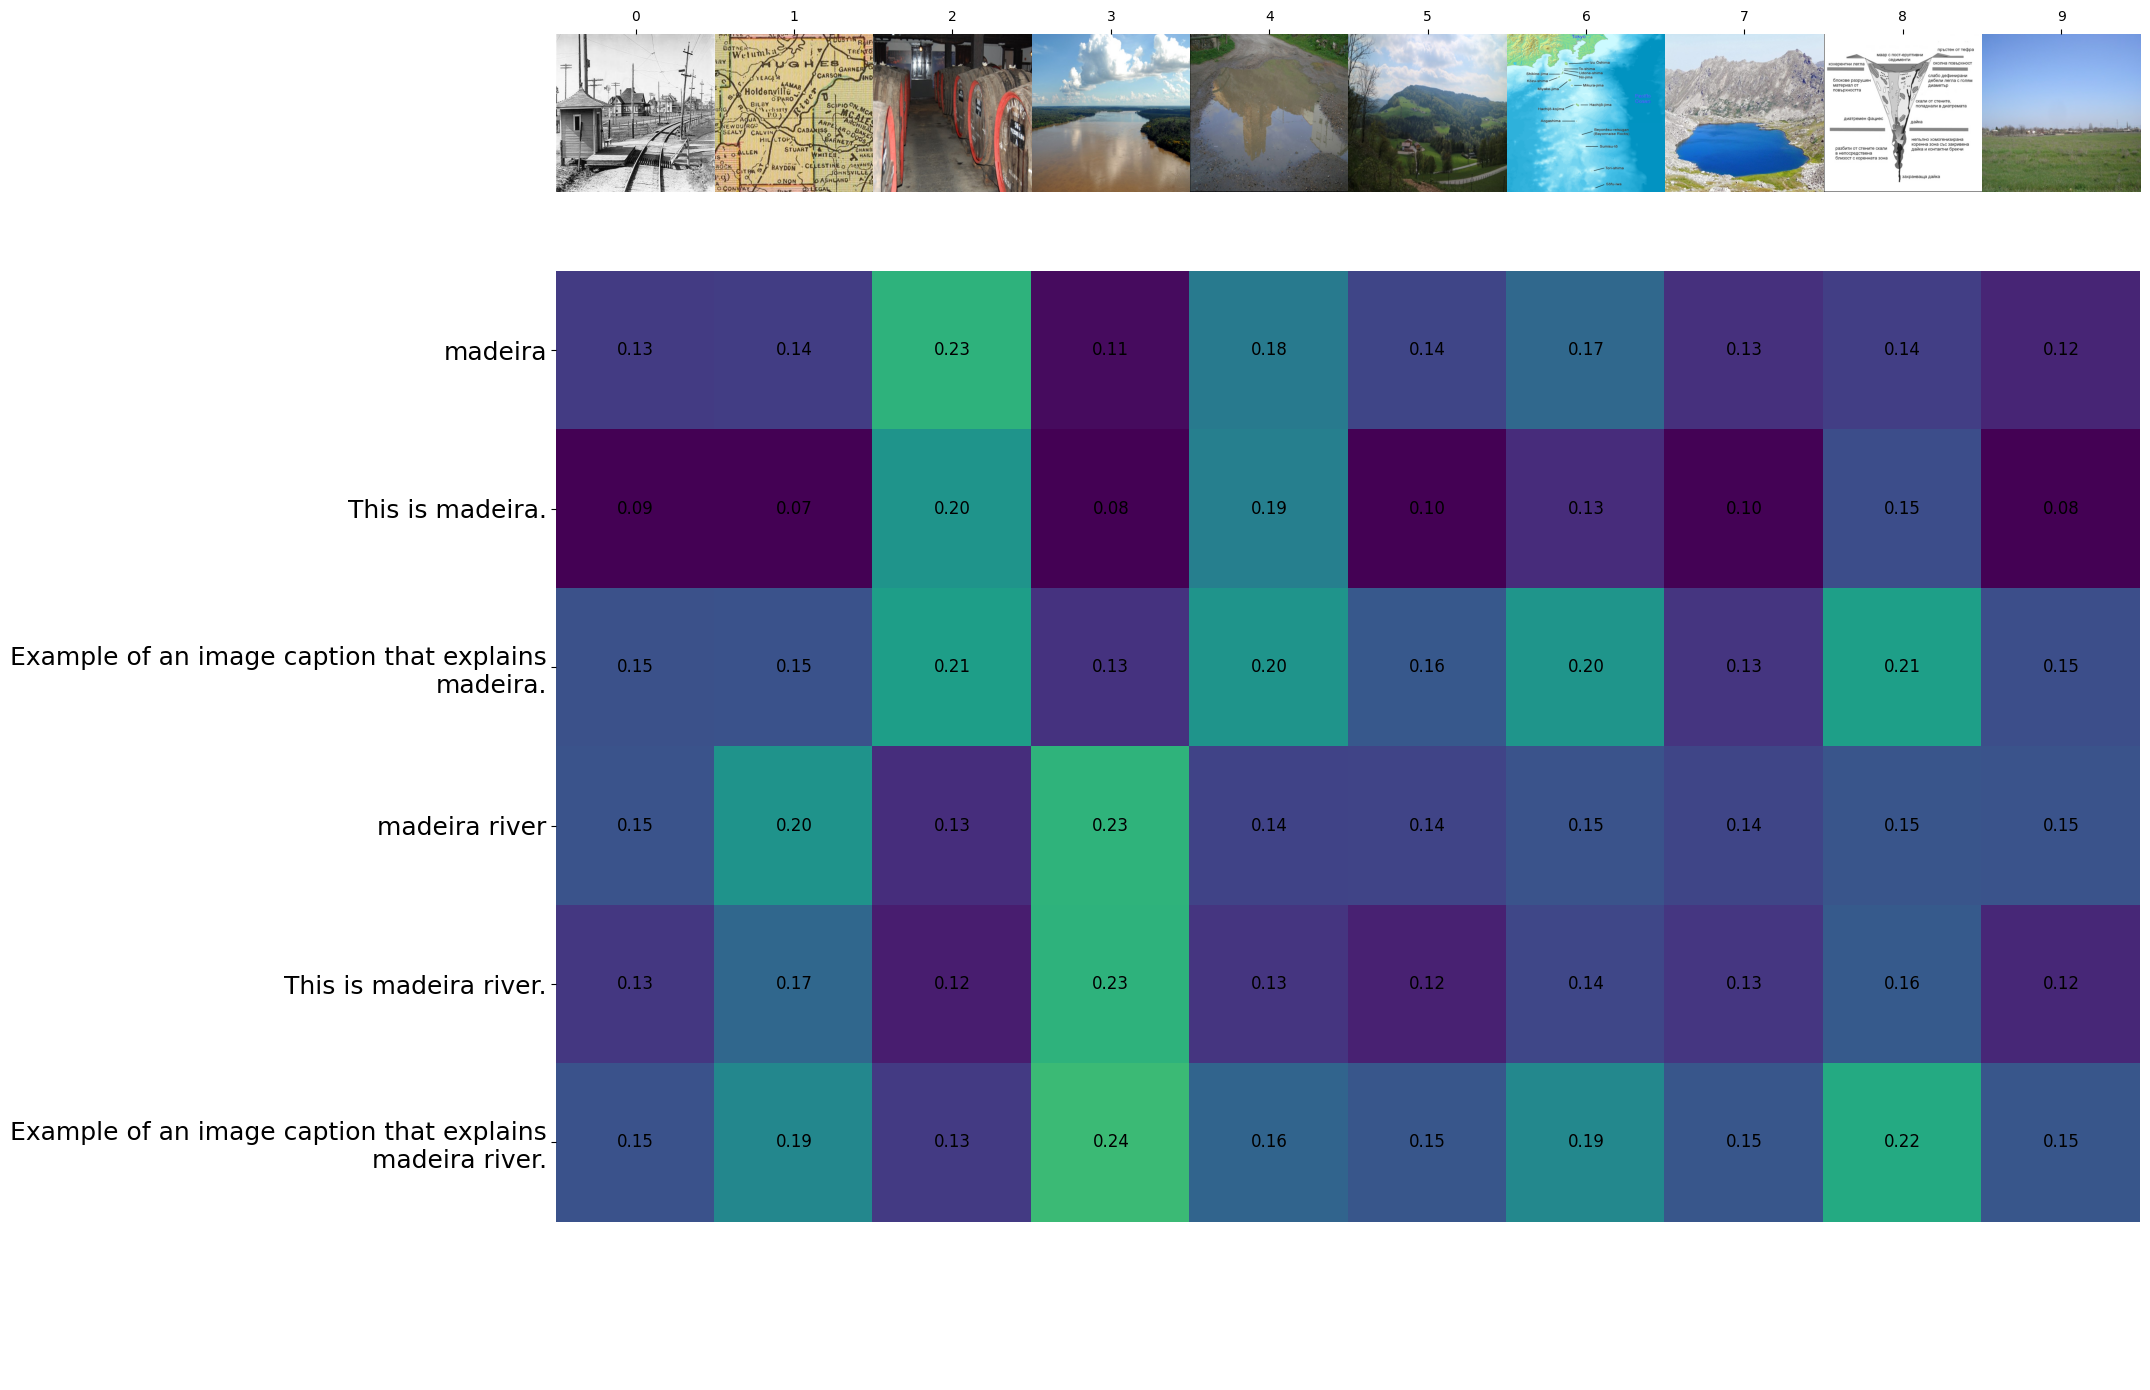 0 1 2 3 4 5 6 7 8 9
HUGHES
Holdenville
CALVIN
STUART
madeira 0.13 0.14 0.23 0.11 0.18 0.14 0.17 0.13 0.14 0.12
This is madeira. 0.09 0.07 0.20 0.08 0.19 0.10 0.13 0.10 0.15 0.08
Example of an image caption that explains
madeira. 0.15 0.15 0.21 0.13 0.20 0.16 0.20 0.13 0.21 0.15
madeira river 0.15 0.20 0.13 0.23 0.14 0.14 0.15 0.14 0.15 0.15
This is madeira river. 0.13 0.17 0.12 0.23 0.13 0.12 0.14 0.13 0.16 0.12
Example of an image caption that explains
madeira river. 0.15 0.19 0.13 0.24 0.16 0.15 0.19 0.15 0.22 0.15